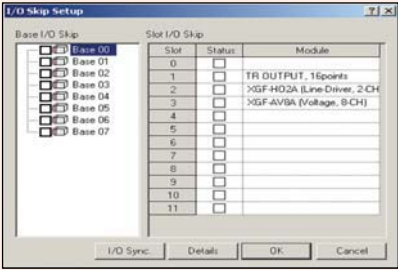 I/O Skip Setup
Base I/O Skip
Slot I/O Skip
Base 00
Base 01
Base 02
Base 03
Base 04
Base 05
Base 06
Base 07
Slot Status Module
0
1 TR OUTPUT, 16points
2 XGF-HO2A (Line-Driver, 2-CH
3 XGF-AV8A (Voltage, 8-CH)
4
5
6
7
8
9
10
11
I/O Sync Details OK Cancel